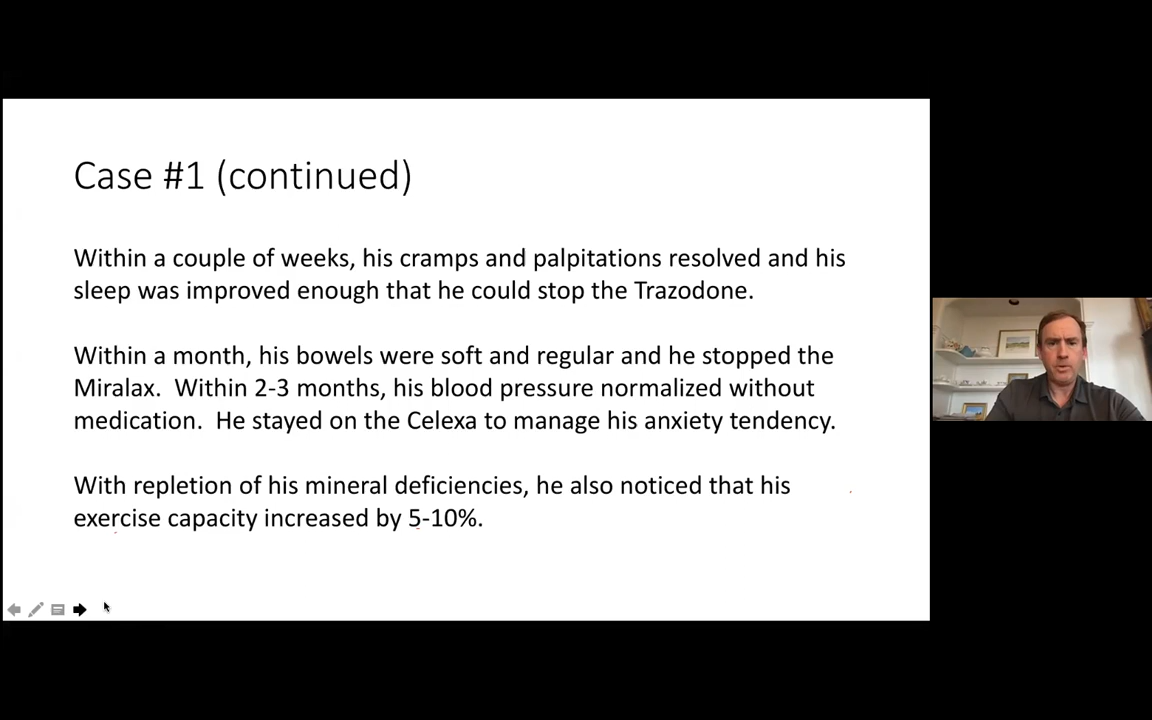 Case #1 (continued)
Within a couple of weeks, his cramps and palpitations resolved and his
sleep was improved enough that he could stop the Trazodone.
Within a month, his bowels were soft and regular and he stopped the
Miralax.  Within 2-3 months, his blood pressure normalized without
medication.  He stayed on the Celexa to manage his anxiety tendency.
With repletion of his mineral deficiencies, he also noticed that his
exercise capacity increased by 5-10%.